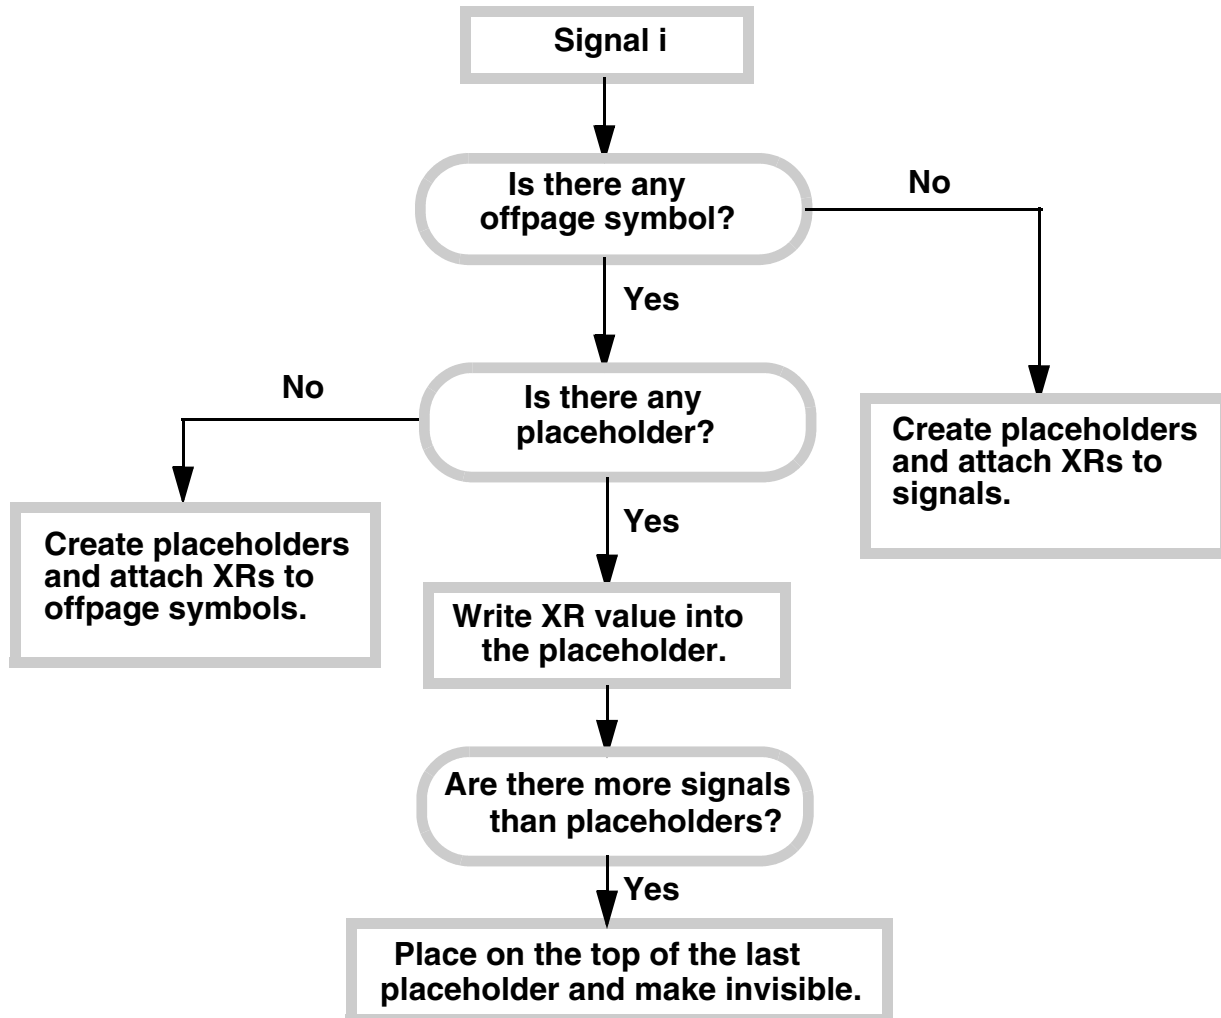 Signal i
Is there any
offpage symbol?
No
Yes
No
Is there any
placeholder?
Create placeholders
and attach XRs to
signals.
Yes
Create placeholders
and attach XRs to
offpage symbols.
Write XR value into
the placeholder.
Are there more signals
than placeholders?
Yes
Place on the top of the last
placeholder and make invisible.